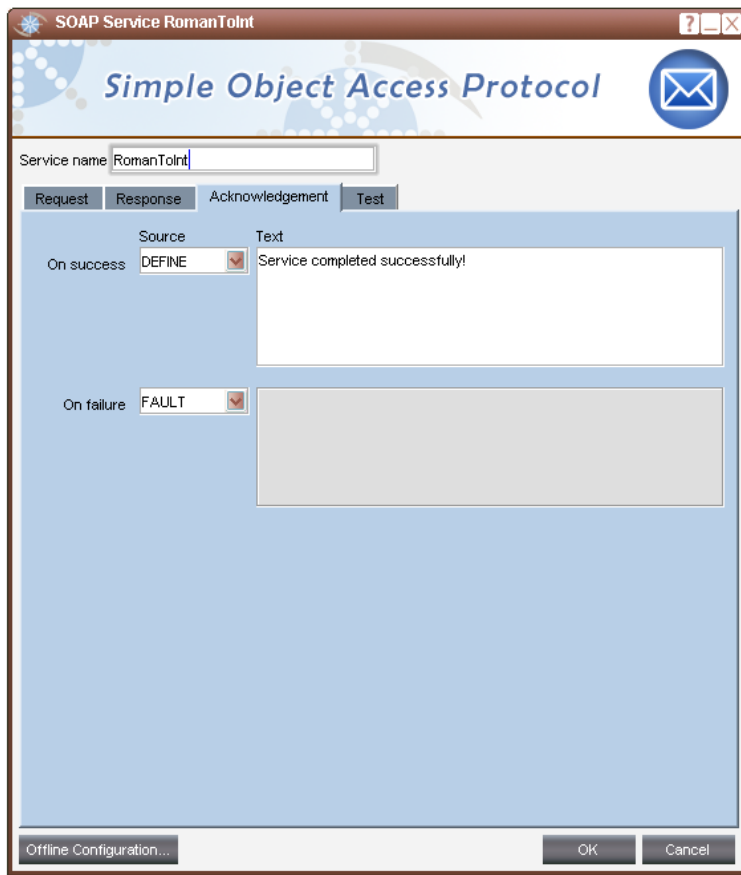 SOAP Service RomanToInt
Simple Object Access Protocol
Service name RomanToInt
Request Response Acknowledgement Test
Source Text
On success DEFINE Service completed successfully!
On failure FAULT
Offline Configuration... OK Cancel